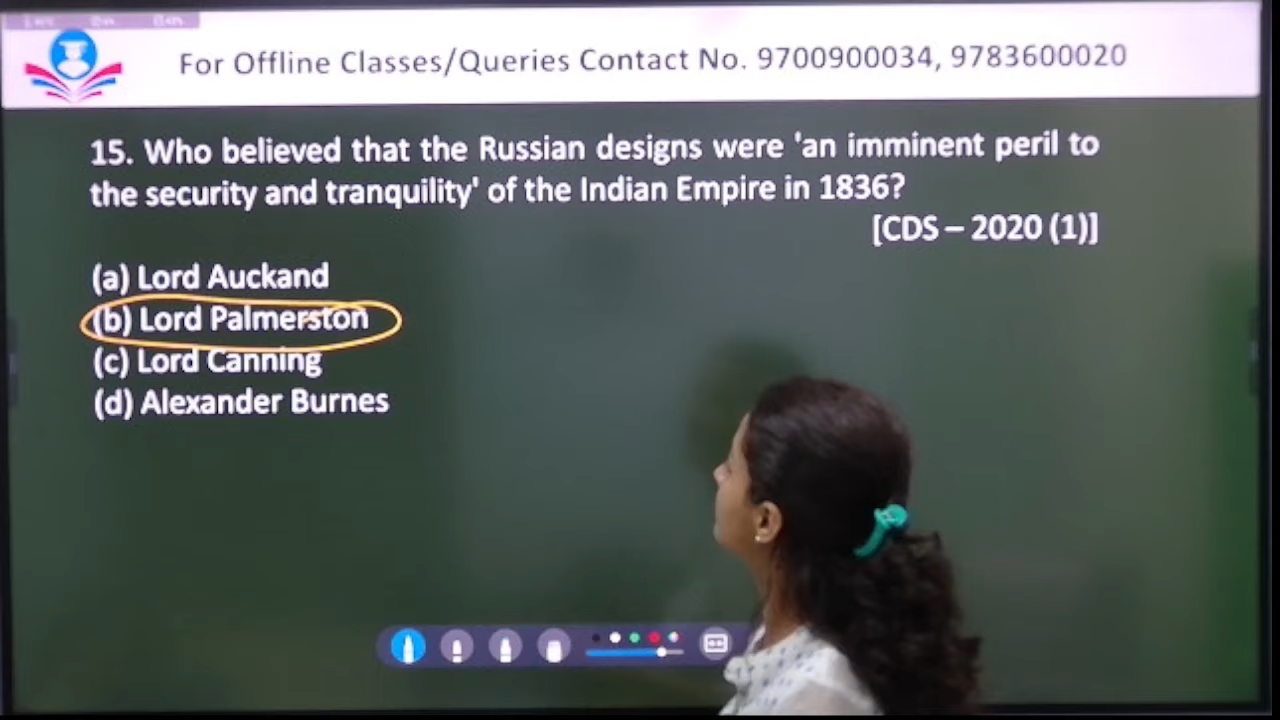 For Offline Classes/Queries Contact No. 9700900034, 9783600020
15. Who believed that the Russian designs were 'an imminent peril to
the security and tranquility' of the Indian Empire in 1836?
[CDS – 2020 (1)]
(a) Lord Auckand
(b) Lord Palmerston
(c) Lord Canning
(d) Alexander Burnes